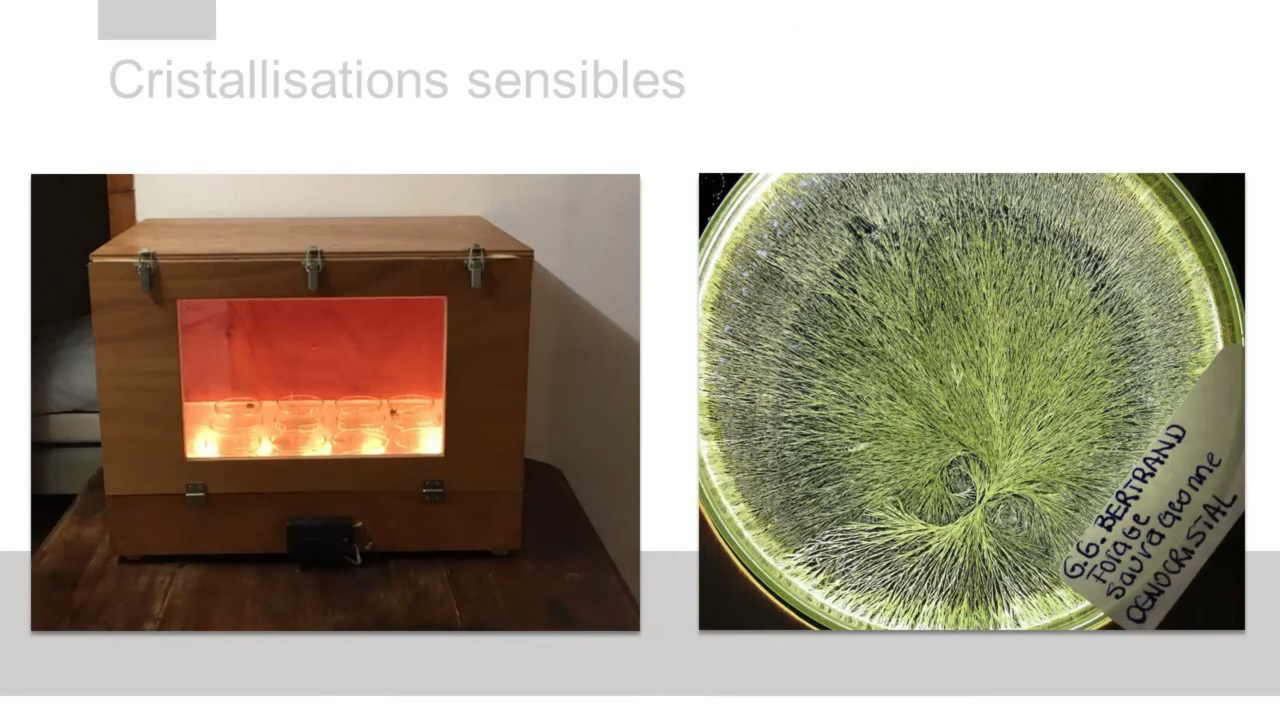 Cristallisations sensibles
G.G. BERTRAND
Forage
Sauvageonne
OENOCRISTAL